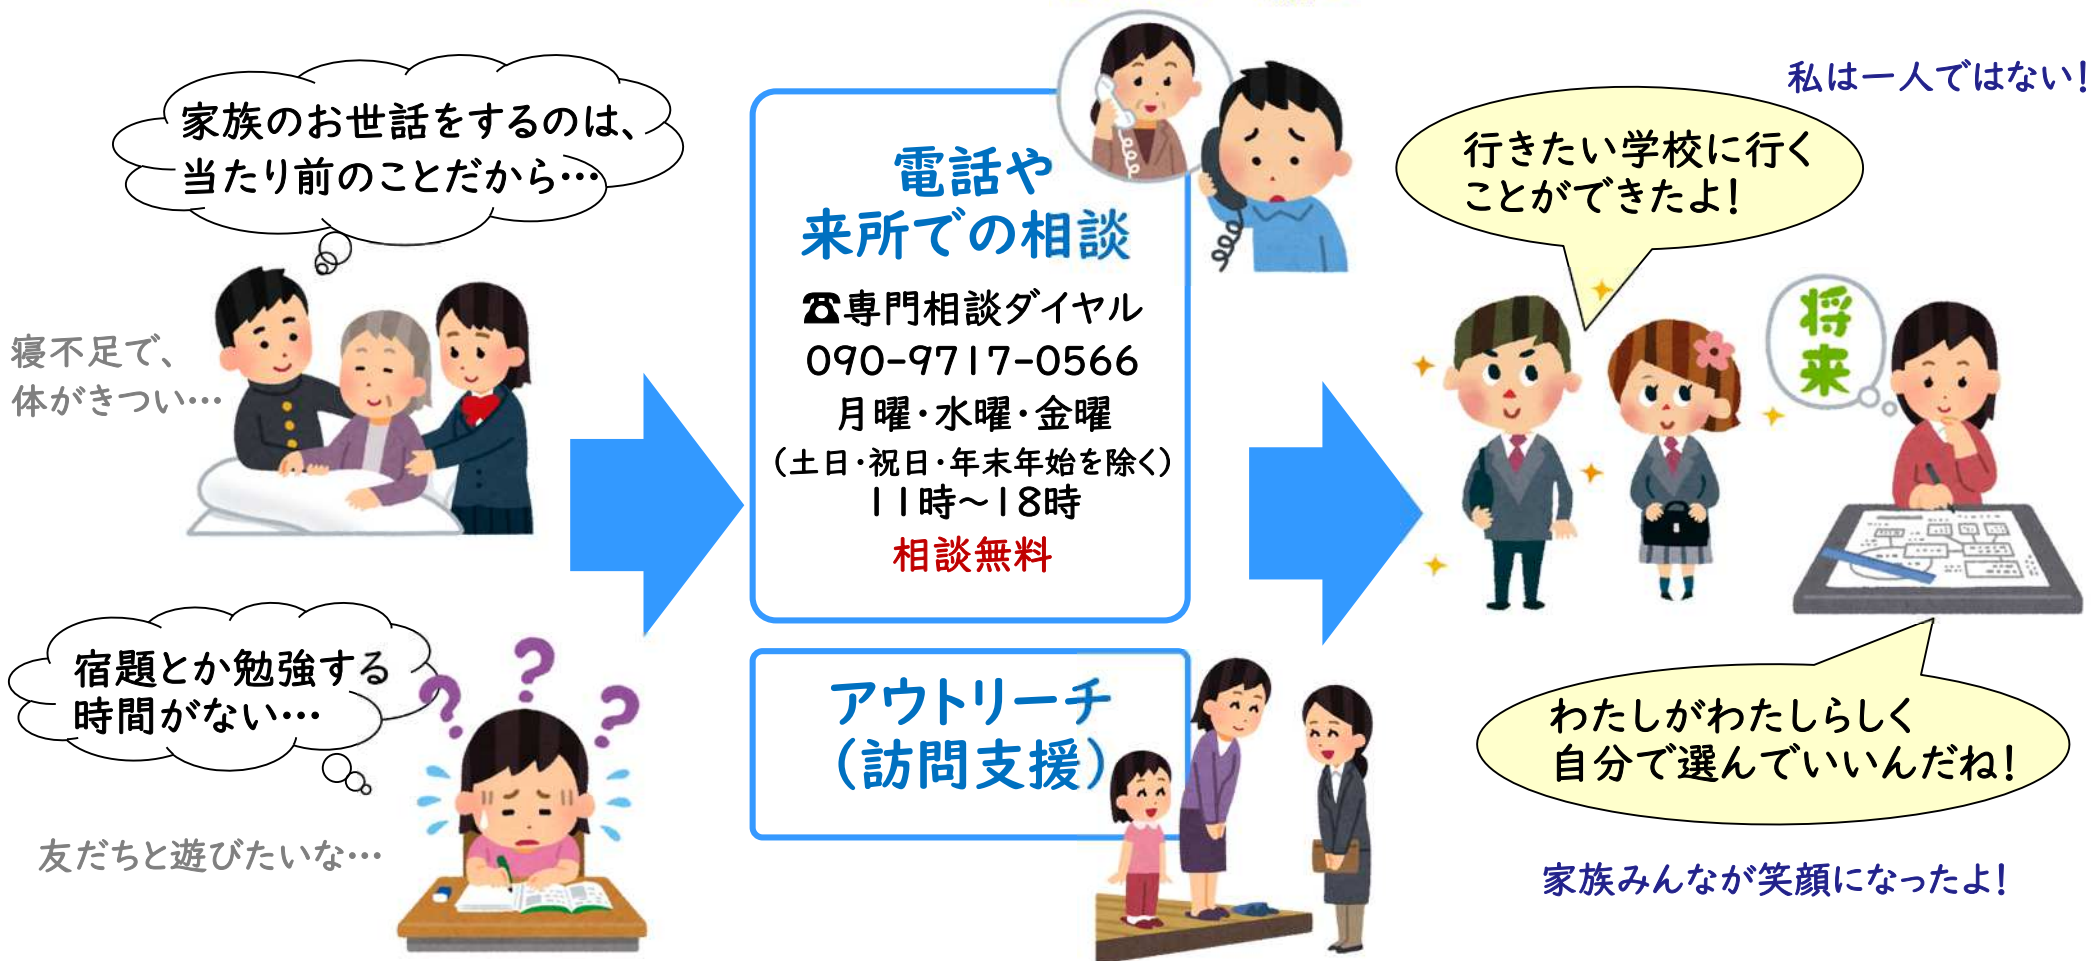 家族のお世話をするのは、
当たり前のことだから…
寝不足で、
体がきつい…
宿題とか勉強する
時間がない…
友だちと遊びたいな…
電話や
来所での相談
☎専門相談ダイヤル
090-9717-0566
月曜・水曜・金曜
（土日・祝日・年末年始を除く）
11時～18時
相談無料
アウトリーチ
（訪問支援）
私は一人ではない！
行きたい学校に行く
ことができたよ！
将
来
わたしがわたしらしく
自分で選んでいいんだね！
家族みんなが笑顔になったよ！